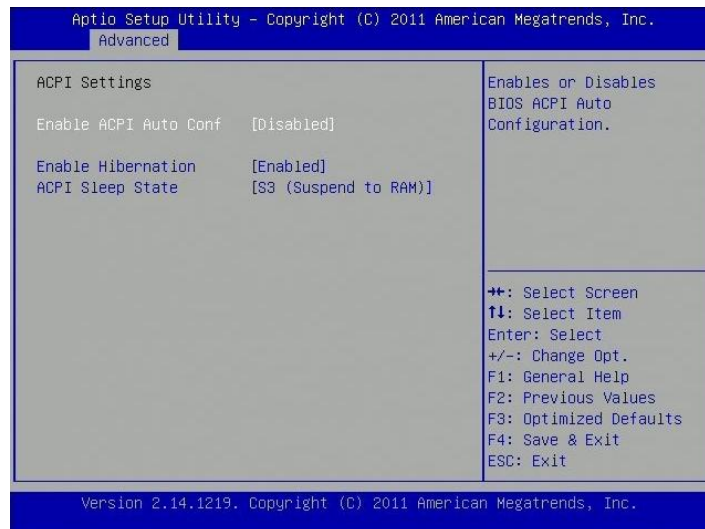 Aptio Setup Utility – Copyright (C) 2011 American Megatrends, Inc.
Advanced
ACPI Settings
Enable ACPI Auto Conf [Disabled]
Enable Hibernation [Enabled]
ACPI Sleep State [S3 (Suspend to RAM)]
Enables or Disables
BIOS ACPI Auto
Configuration.
→←: Select Screen
↑↓: Select Item
Enter: Select
+/-: Change Opt.
F1: General Help
F2: Previous Values
F3: Optimized Defaults
F4: Save & Exit
ESC: Exit
Version 2.14.1219. Copyright (C) 2011 American Megatrends, Inc.